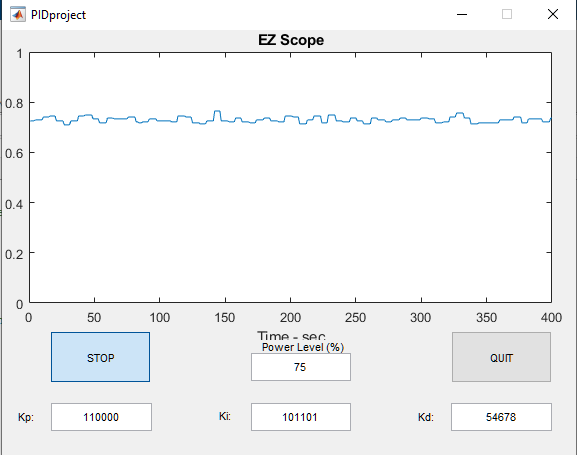 PIDproject
EZ Scope
1
0.8
0.6
0.4
0.2
0
0 50 100 150 200 250 300 350 400
Time - sec
Power Level (%)
STOP 75 QUIT
Kp: 110000 Ki: 101101 Kd: 54678